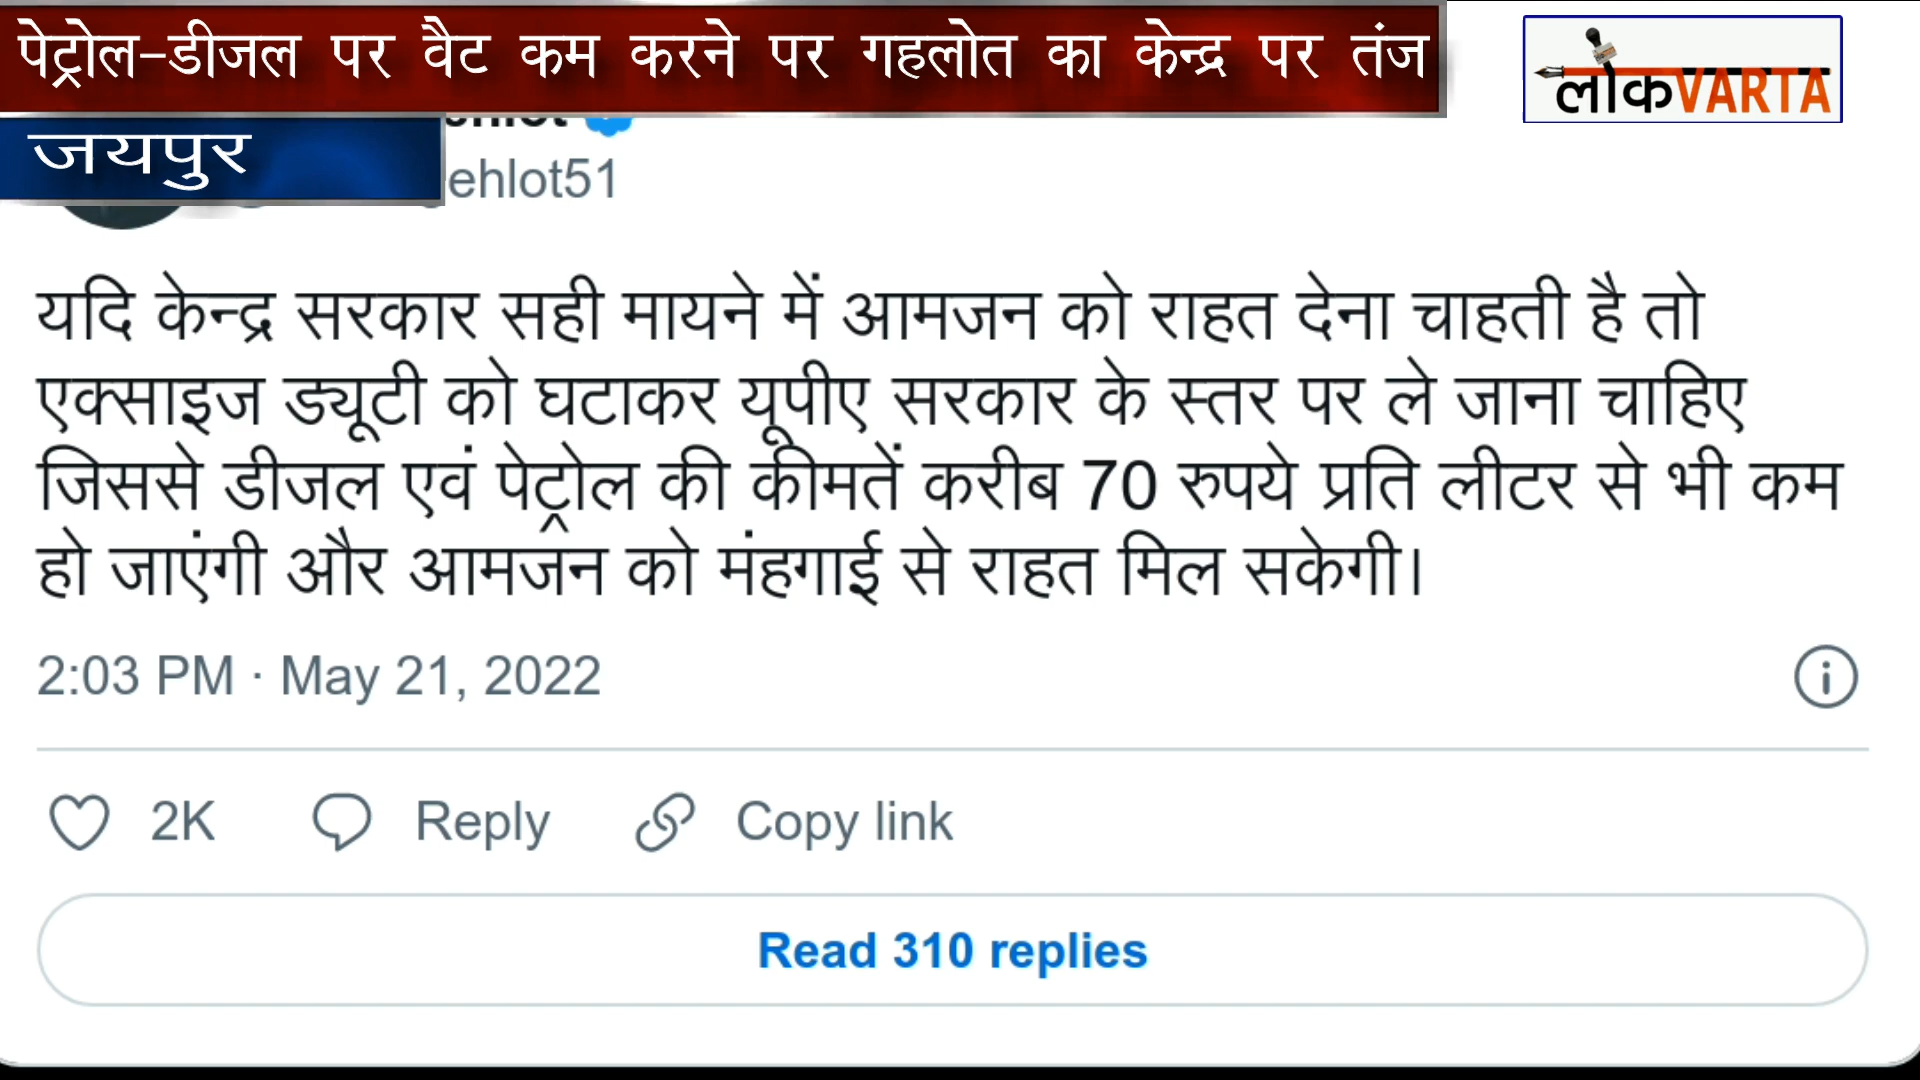 पेट्रोल-डीजल पर वैट कम करने पर गहलोत का केन्द्र पर तंज
लोकVARTA
जयपुर
ehlot51
यदि केन्द्र सरकार सही मायने में आमजन को राहत देना चाहती है तो
एक्साइज ड्यूटी को घटाकर यूपीए सरकार के स्तर पर ले जाना चाहिए
जिससे डीजल एवं पेट्रोल की कीमतें करीब 70 रुपये प्रति लीटर से भी कम
हो जाएंगी और आमजन को मंहगाई से राहत मिल सकेगी।
2:03 PM · May 21, 2022
2K Reply Copy link
Read 310 replies